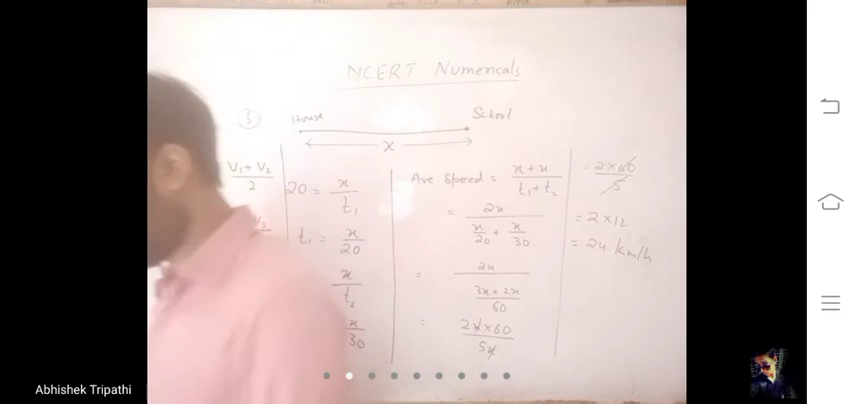 NCERT Numericals
3
House
School
x
V₁ + V₂
2
20 = x
t₁
t₁ = x
20
x
t₂
x
30
Ave Speed = x+x
t₁ + t₂
= 2x
x/20 + x/30
= 2x
3x + 2x
60
= 2x × 60
5x
= 2 × 60
5
= 2 × 12
= 24 km/h
Abhishek Tripathi